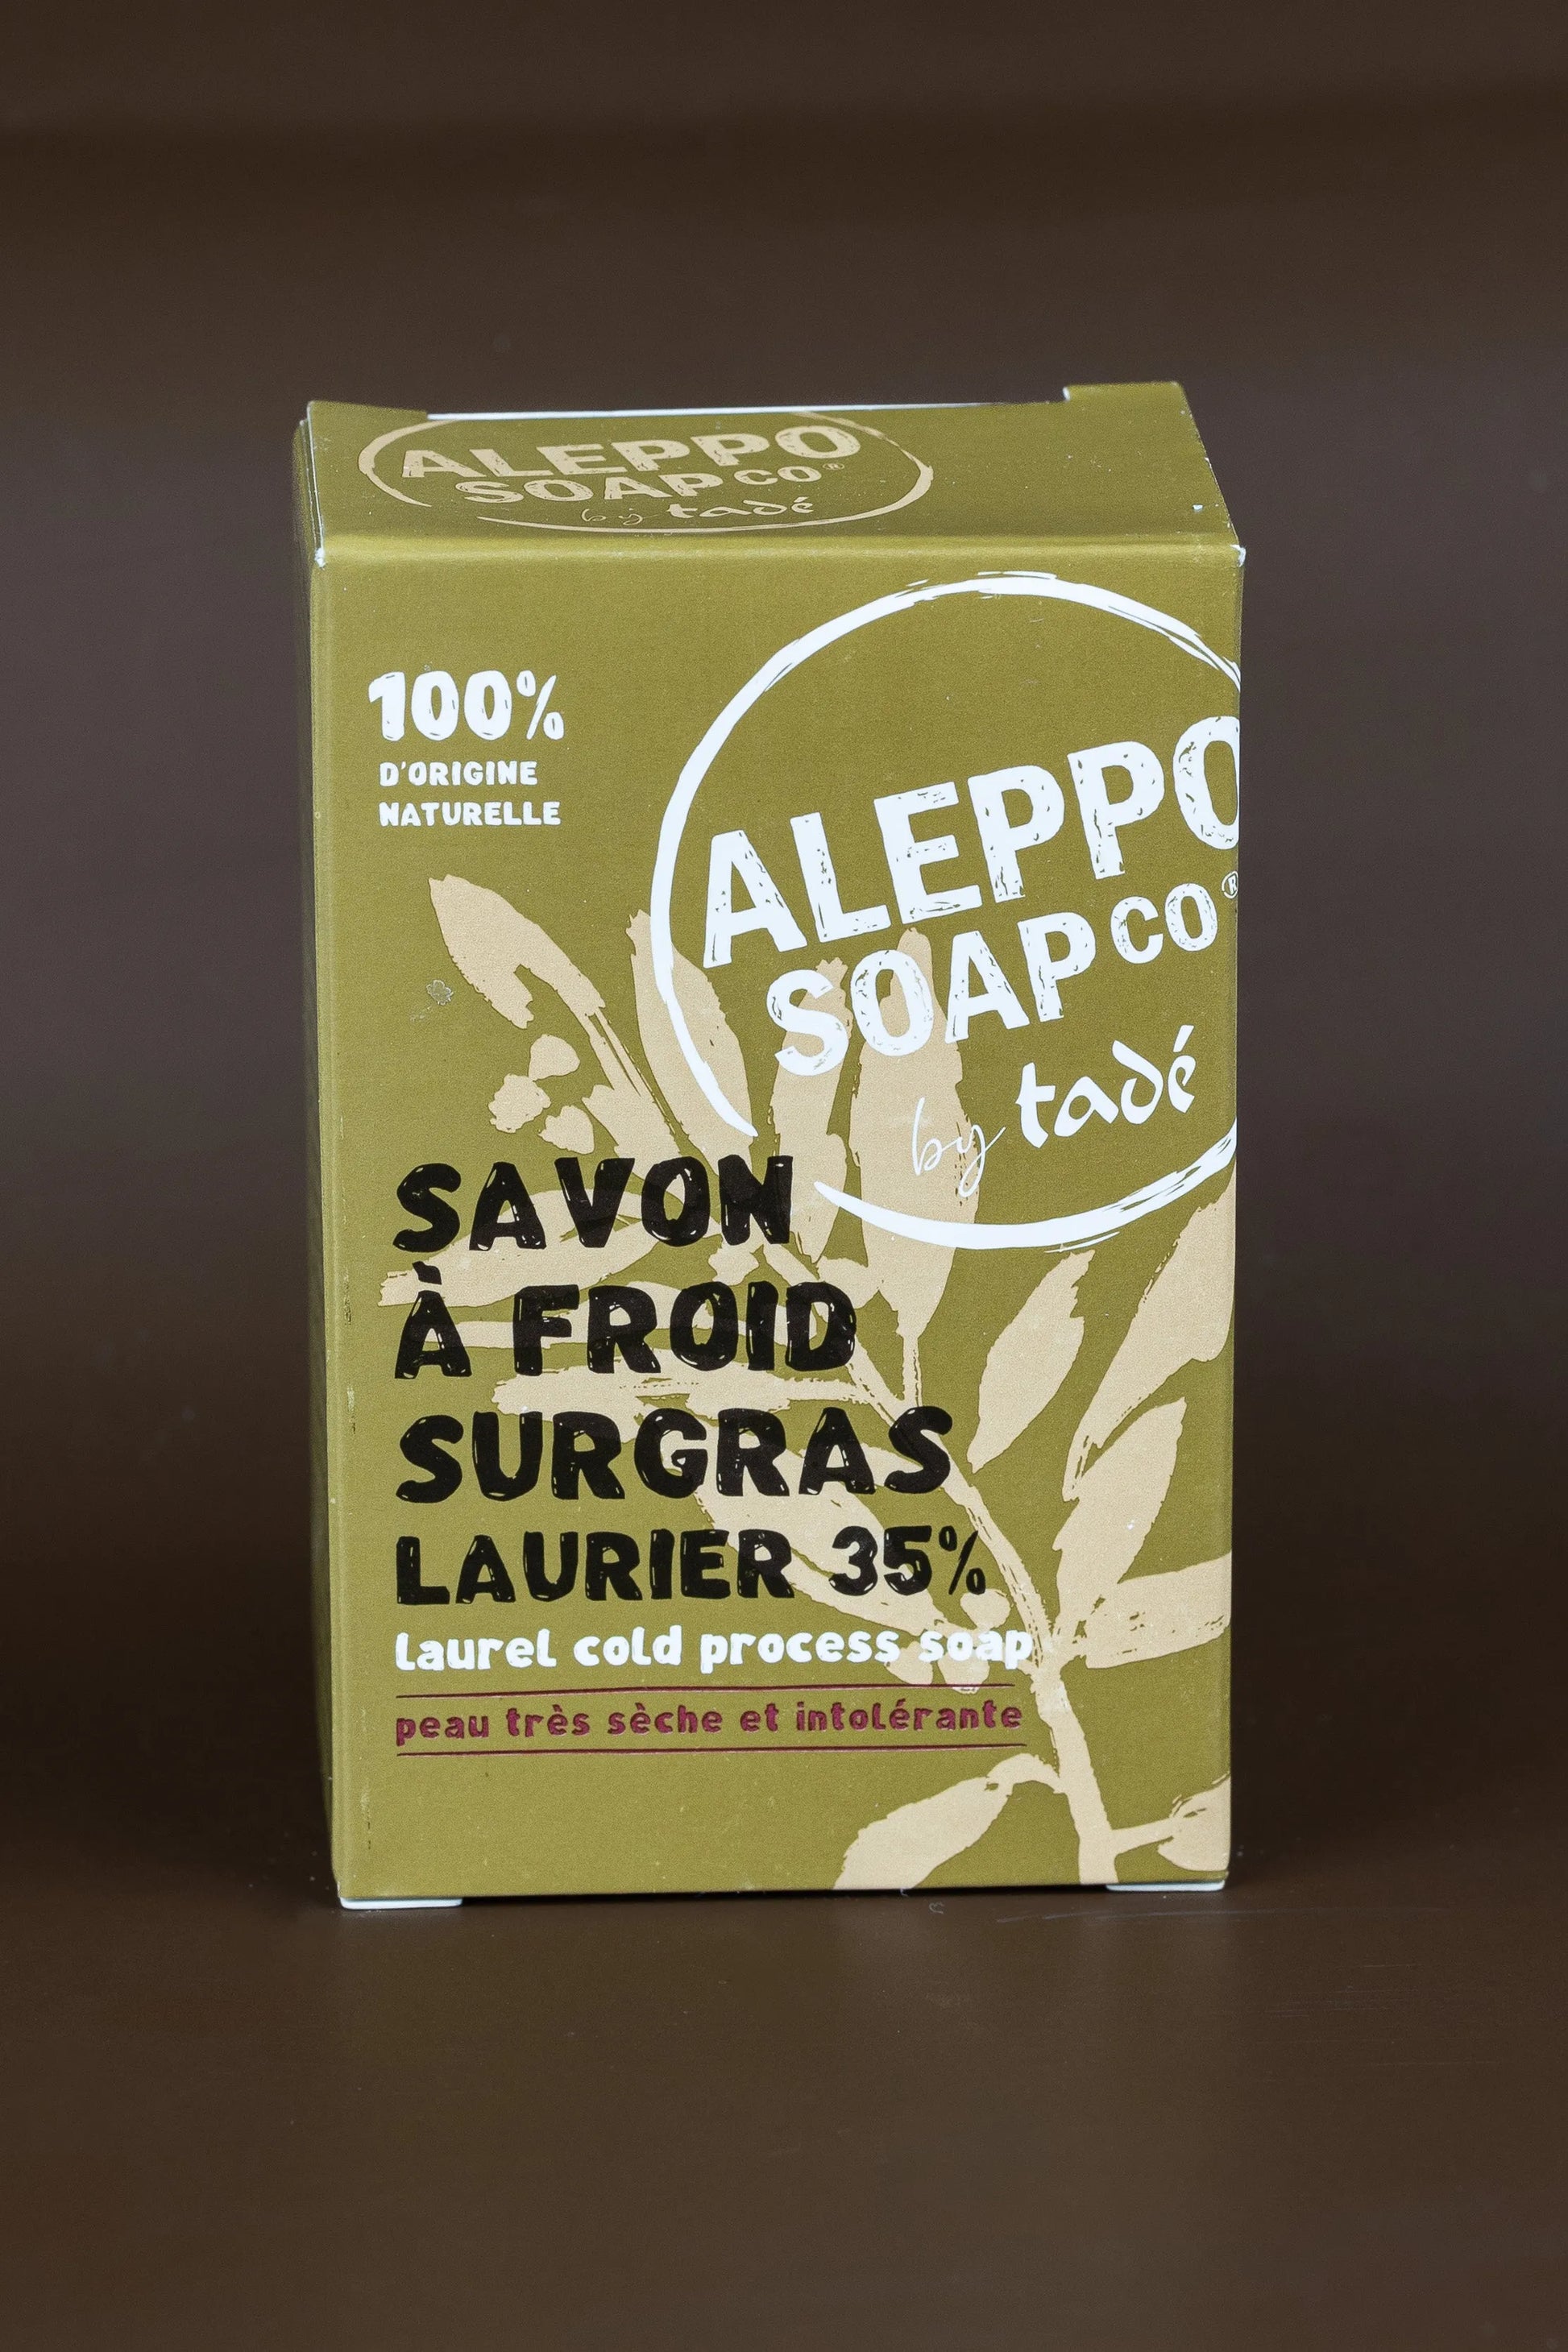 ALEPPO
SOAP CO®
by tadé
100%
D'ORIGINE
NATURELLE
ALEPPO
SOAP CO®
by tadé
SAVON
À FROID
SURGRAS
LAURIER 35%
Laurel cold process soap
peau très sèche et intolérante